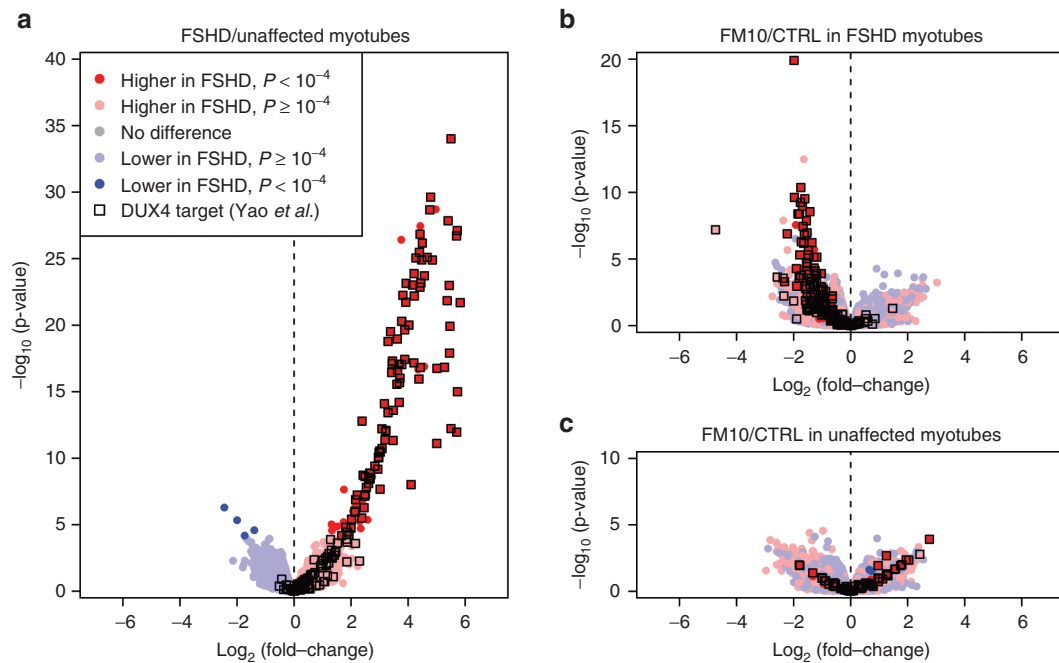 a
FSHD/unaffected myotubes
40
35
30
25
20
15
10
5
0
−log10 (p-value)
Higher in FSHD, P < 10−4
Higher in FSHD, P ≥ 10−4
No difference
Lower in FSHD, P ≥ 10−4
Lower in FSHD, P < 10−4
DUX4 target (Yao et al.)
−6 −4 −2 0 2 4 6
Log2 (fold–change)
b
FM10/CTRL in FSHD myotubes
20
15
10
5
0
−log10 (p-value)
−6 −4 −2 0 2 4 6
Log2 (fold–change)
c
FM10/CTRL in unaffected myotubes
10
5
0
−log10 (p-value)
−6 −4 −2 0 2 4 6
Log2 (fold–change)